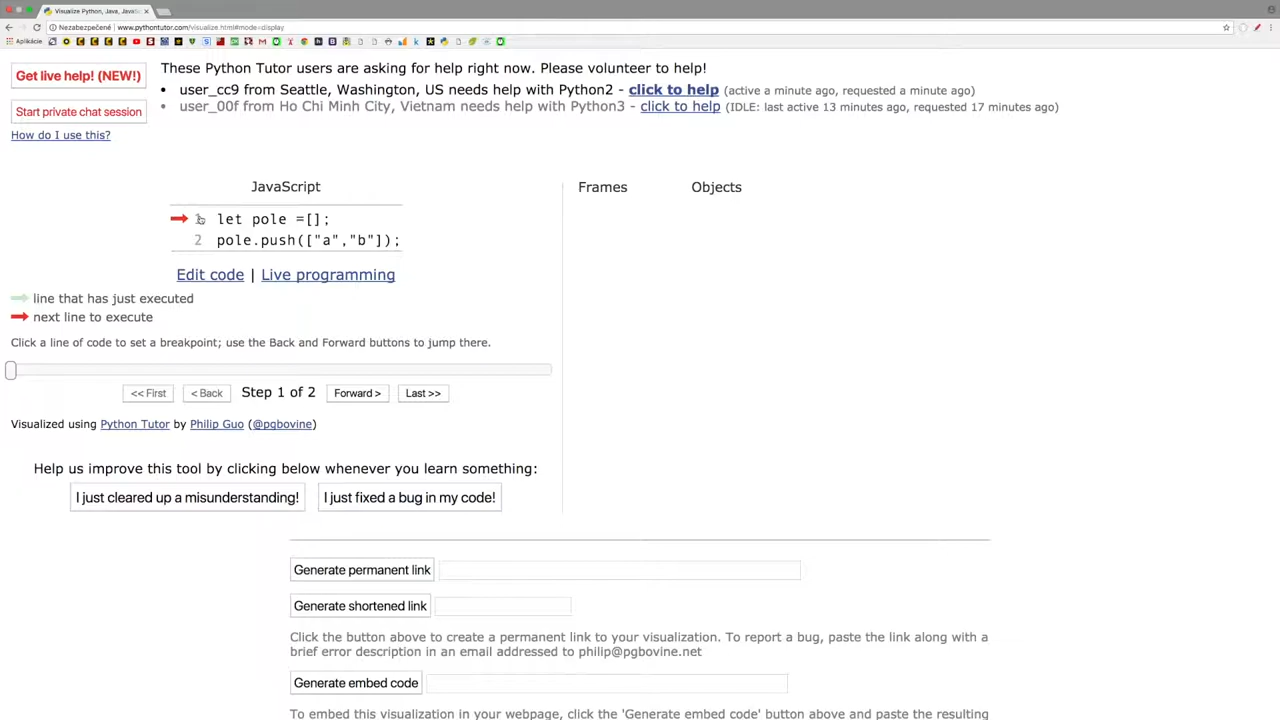 Visualize Python, Java, JavaS
Nezabezpečené | www.pythontutor.com/visualize.html#mode=display
Aplikácie
Get live help! (NEW!)
These Python Tutor users are asking for help right now. Please volunteer to help!
• user_cc9 from Seattle, Washington, US needs help with Python2 - click to help (active a minute ago, requested a minute ago)
• user_00f from Ho Chi Minh City, Vietnam needs help with Python3 - click to help (IDLE: last active 13 minutes ago, requested 17 minutes ago)
Start private chat session
How do I use this?
JavaScript
Frames
Objects
let pole =[];
2 pole.push(["a","b"]);
Edit code | Live programming
line that has just executed
next line to execute
Click a line of code to set a breakpoint; use the Back and Forward buttons to jump there.
<< First
< Back
Step 1 of 2
Forward >
Last >>
Visualized using Python Tutor by Philip Guo (@pgbovine)
Help us improve this tool by clicking below whenever you learn something:
I just cleared up a misunderstanding!
I just fixed a bug in my code!
Generate permanent link
Generate shortened link
Click the button above to create a permanent link to your visualization. To report a bug, paste the link along with a
brief error description in an email addressed to philip@pgbovine.net
Generate embed code
To embed this visualization in your webpage, click the 'Generate embed code' button above and paste the resulting